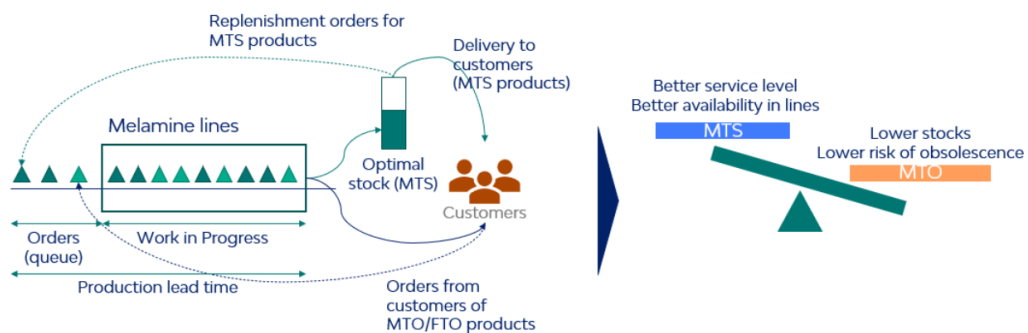 Replenishment orders for
MTS products
Delivery to
customers
(MTS products)
Melamine lines
Optimal
stock (MTS)
Customers
Orders
(queue)
Work in Progress
Production lead time
Orders from
customers of
MTO/FTO products
Better service level
Better availability in lines
MTS
Lower stocks
Lower risk of obsolescence
MTO